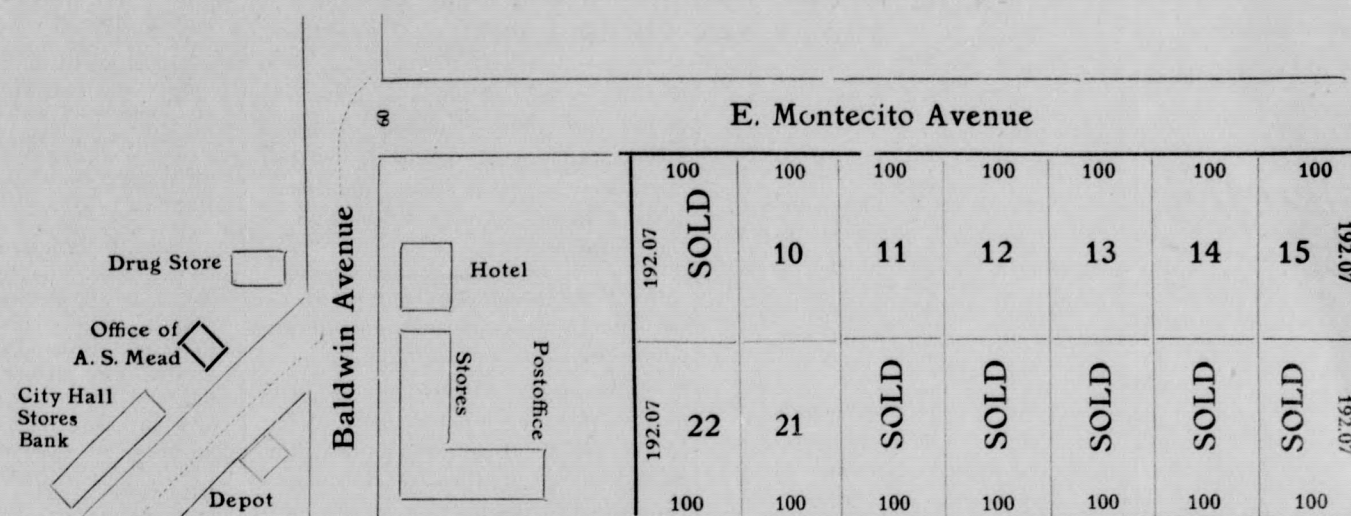 E. Montecito Avenue
60
100 100 100 100 100 100 100
Baldwin Avenue
Drug Store
Office of
A. S. Mead
City Hall
Stores
Bank
Depot
Hotel
Stores
Postoffice
192.07 SOLD 10 11 12 13 14 15 192.07
192.07 22 21 SOLD SOLD SOLD SOLD SOLD 192.07
100 100 100 100 100 100 100